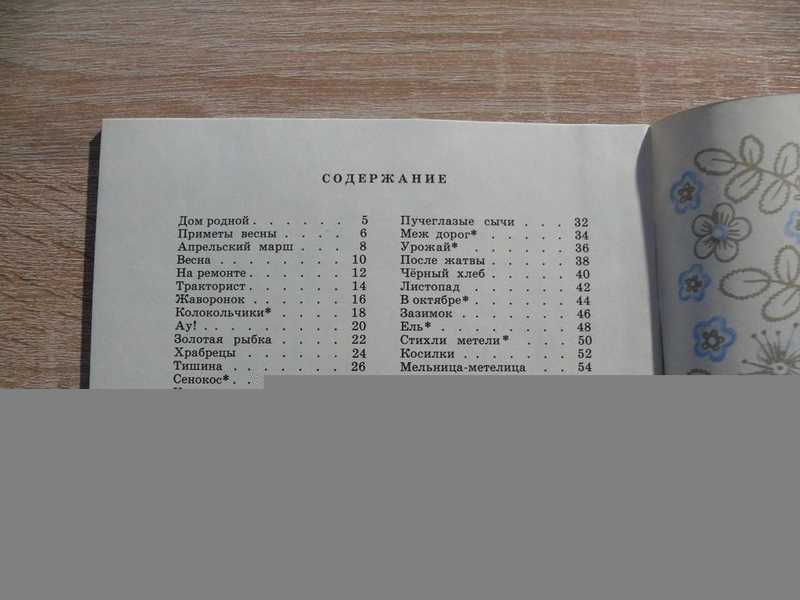 СОДЕРЖАНИЕ
Дом родной . . . . . . 5
Приметы весны . . . . 6
Апрельский марш . . . 8
Весна . . . . . . . . 10
На ремонте . . . . . . 12
Тракторист . . . . . . 14
Жаворонок . . . . . . 16
Колокольчики* . . . . 18
Ау! . . . . . . . . . 20
Золотая рыбка . . . . 22
Храбрецы . . . . . . 24
Тишина . . . . . . . 26
Сенокос* . .
Пучеглазые сычи . . . 32
Меж дорог* . . . . . 34
Урожай* . . . . . . 36
После жатвы . . . . . 38
Чёрный хлеб . . . . . 40
Листопад . . . . . . 42
В октябре* . . . . . 44
Зазимок . . . . . . 46
Ель* . . . . . . . 48
Стихли метели* . . . 50
Косилки . . . . . . 52
Мельница-метелица . . 54